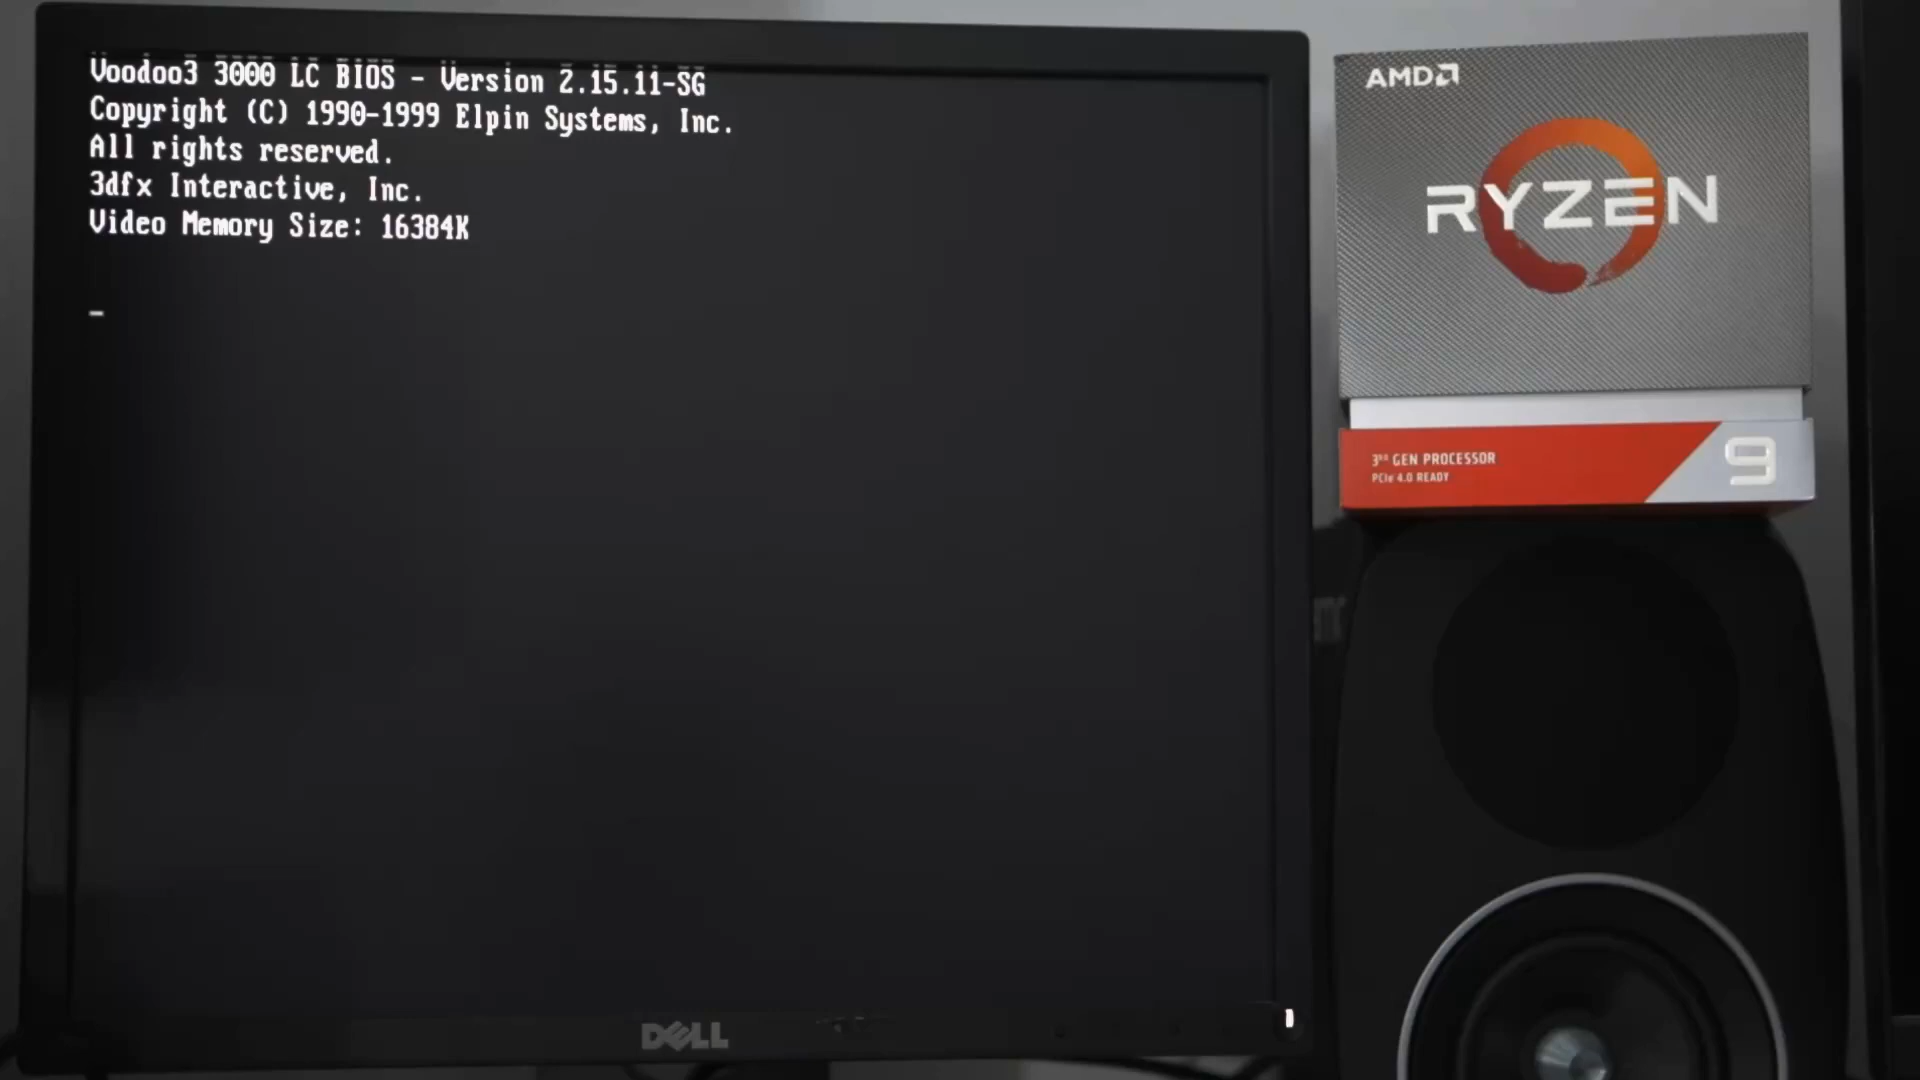 Voodoo3 3000 LC BIOS - Version 2.15.11-SG
Copyright (C) 1990-1999 Elpin Systems, Inc.
All rights reserved.
3dfx Interactive, Inc.
Video Memory Size: 16384K
-
AMD
RYZEN
3RD GEN PROCESSOR
PCIe 4.0 READY
9
DELL